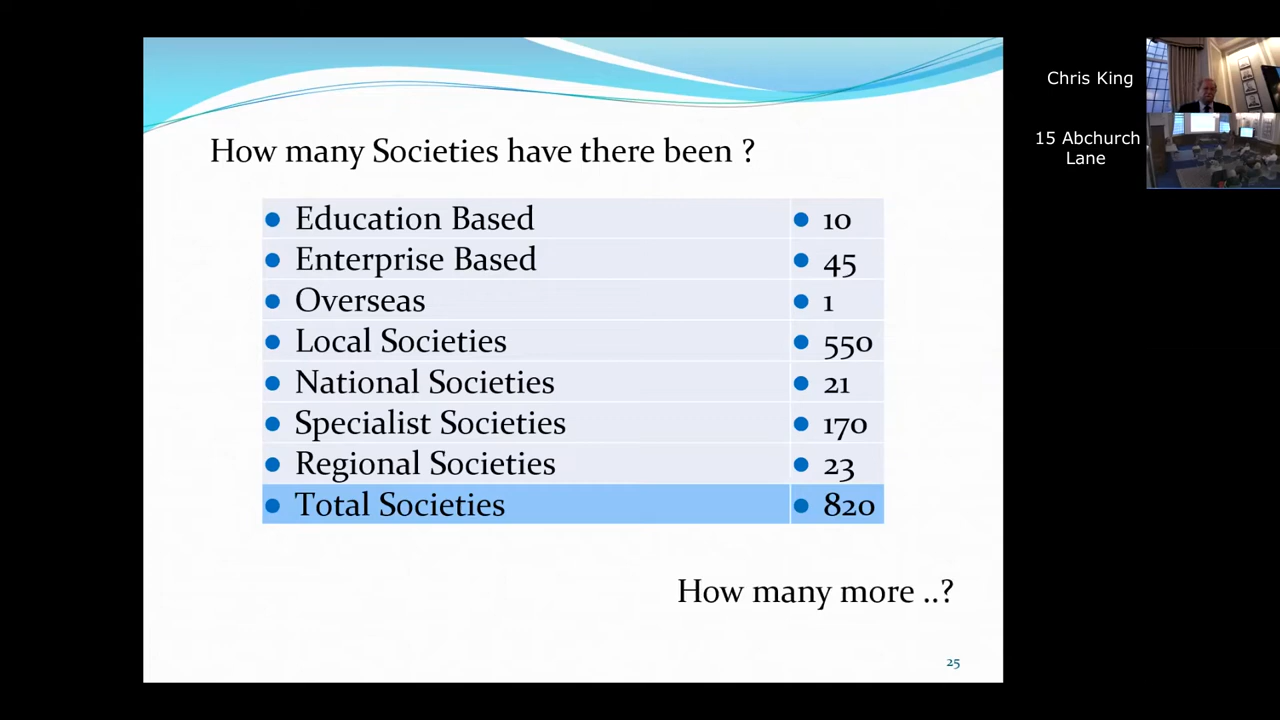 How many Societies have there been ?
Education Based 10
Enterprise Based 45
Overseas 1
Local Societies 550
National Societies 21
Specialist Societies 170
Regional Societies 23
Total Societies 820
How many more ..?
25
Chris King
15 Abchurch
Lane